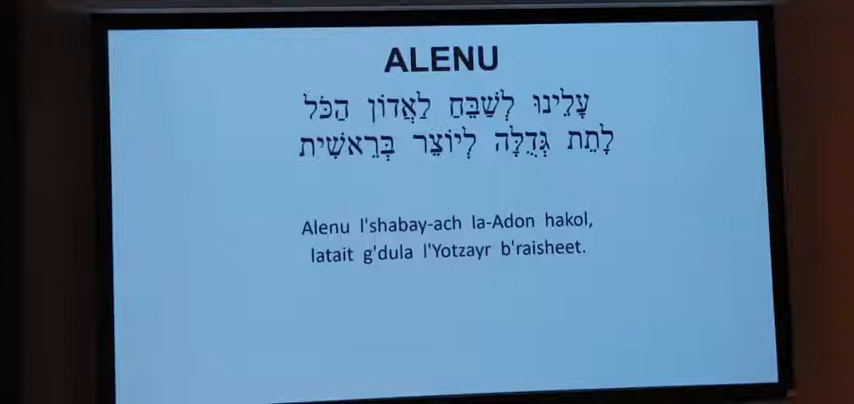 ALENU
עָלֵינוּ לְשַׁבֵּחַ לַאֲדוֹן הַכֹּל
לָתֵת גְּדֻלָּה לְיוֹצֵר בְּרֵאשִׁית
Alenu l'shabay-ach la-Adon hakol,
latait g'dula l'Yotzayr b'raisheet.